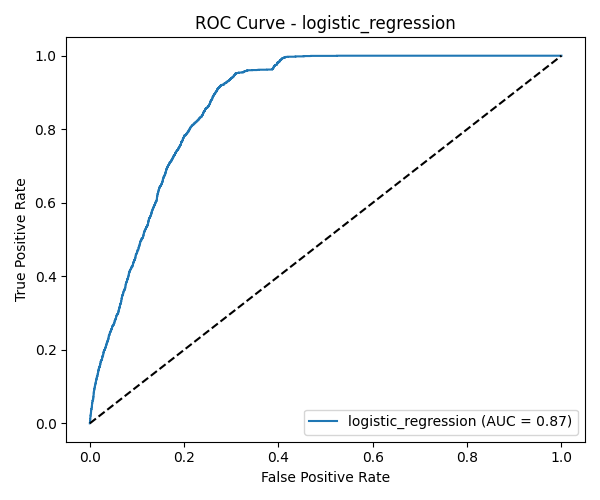 ROC Curve - logistic_regression
True Positive Rate
1.0
0.8
0.6
0.4
0.2
0.0
logistic_regression (AUC = 0.87)
0.0 0.2 0.4 0.6 0.8 1.0
False Positive Rate